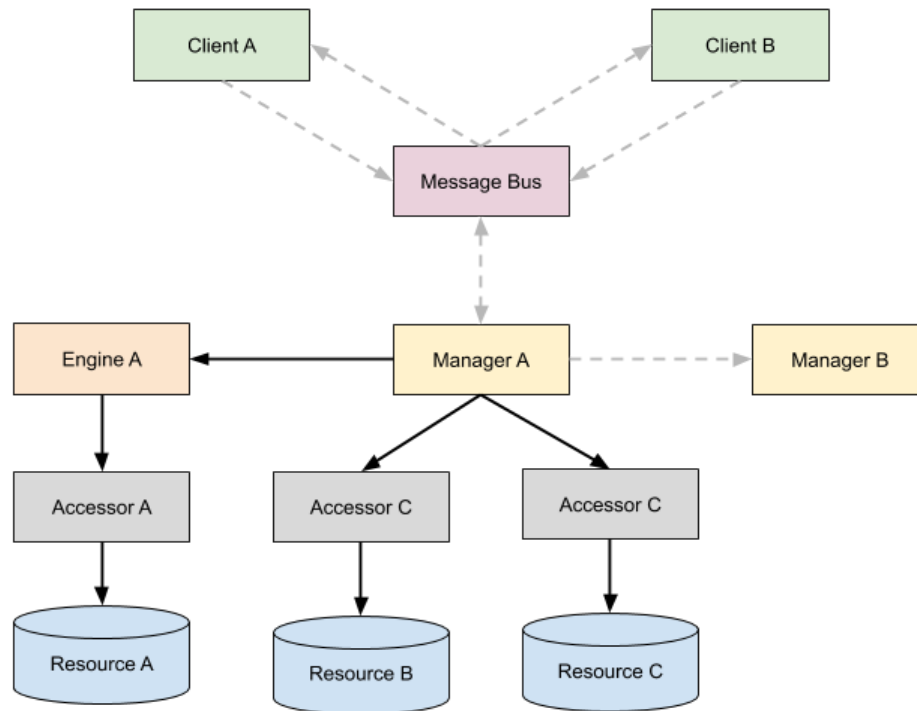 Client A
Client B
Message Bus
Engine A
Manager A
Manager B
Accessor A
Accessor C
Accessor C
Resource A
Resource B
Resource C